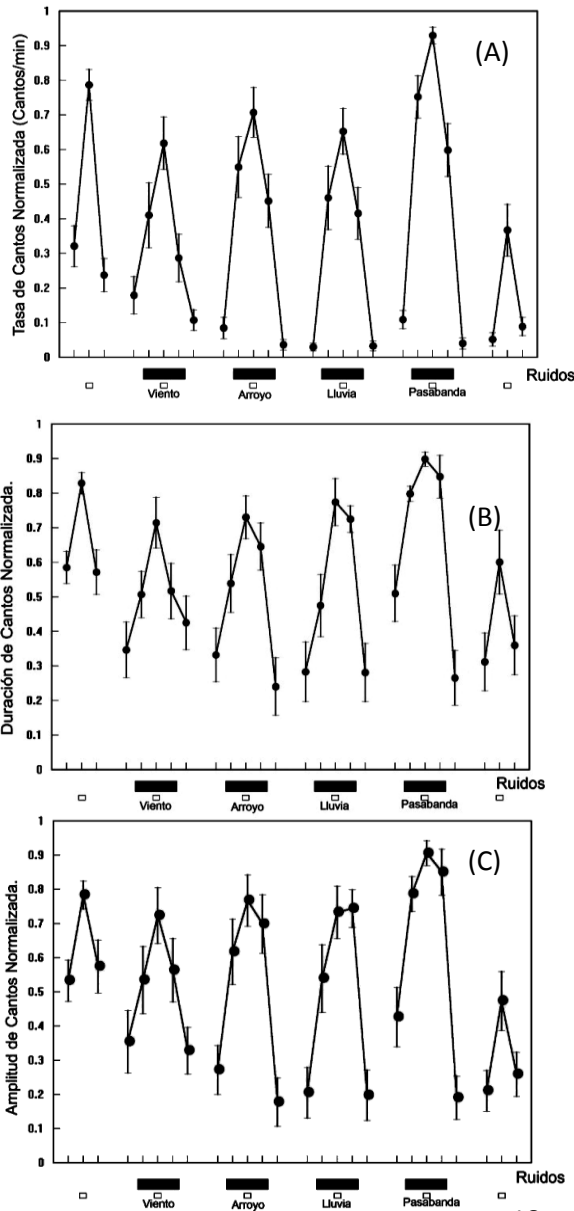 (A)
Tasa de Cantos Normalizada (Cantos/min)
1
0.9
0.8
0.7
0.6
0.5
0.4
0.3
0.2
0.1
0
Ruidos
Viento Arroyo Lluvia Pasabanda
(B)
Duración de Cantos Normalizada.
1
0.9
0.8
0.7
0.6
0.5
0.4
0.3
0.2
0.1
0
Ruidos
Viento Arroyo Lluvia Pasabanda
(C)
Amplitud de Cantos Normalizada.
1
0.9
0.8
0.7
0.6
0.5
0.4
0.3
0.2
0.1
0
Ruidos
Viento Arroyo Lluvia Pasabanda